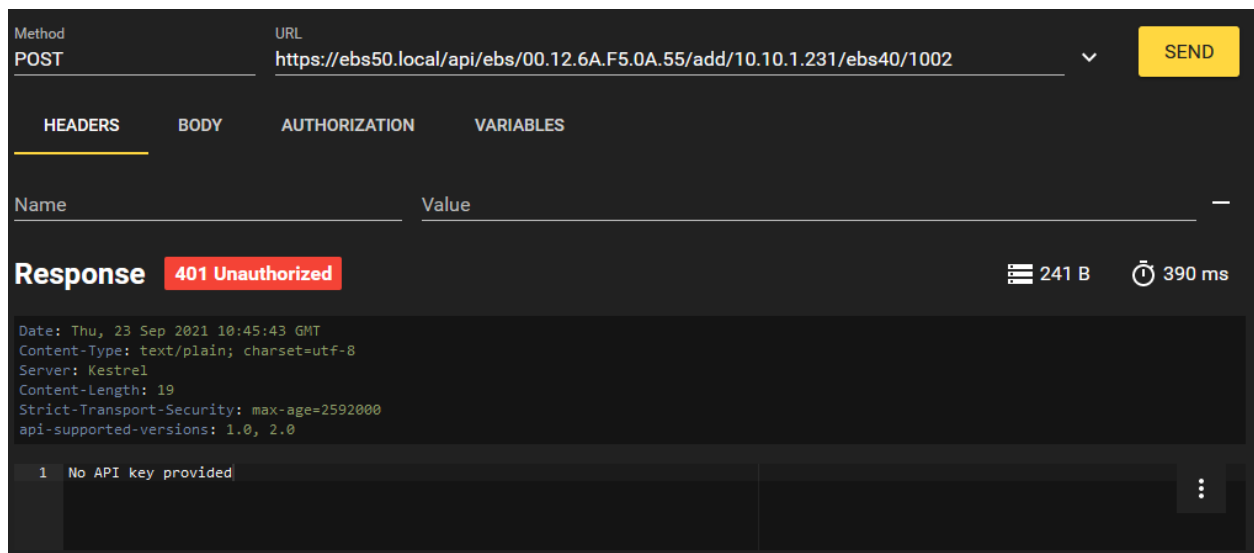 Method URL
POST https://ebs50.local/api/ebs/00.12.6A.F5.0A.55/add/10.10.1.231/ebs40/1002 SEND
HEADERS BODY AUTHORIZATION VARIABLES
Name Value
Response 401 Unauthorized 241 B 390 ms
Date: Thu, 23 Sep 2021 10:45:43 GMT
Content-Type: text/plain; charset=utf-8
Server: Kestrel
Content-Length: 19
Strict-Transport-Security: max-age=2592000
api-supported-versions: 1.0, 2.0
1 No API key provided